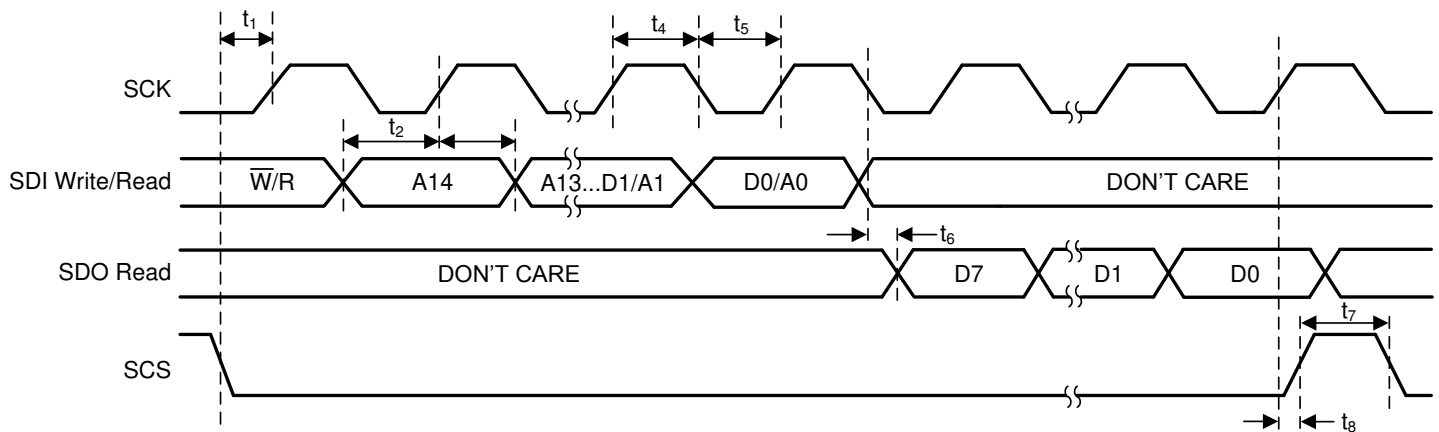 t1 t4 t5
SCK
t2
SDI Write/Read W̅/R A14 A13...D1/A1 D0/A0 DON'T CARE
t6
SDO Read DON'T CARE D7 D1 D0
t7
SCS
t8